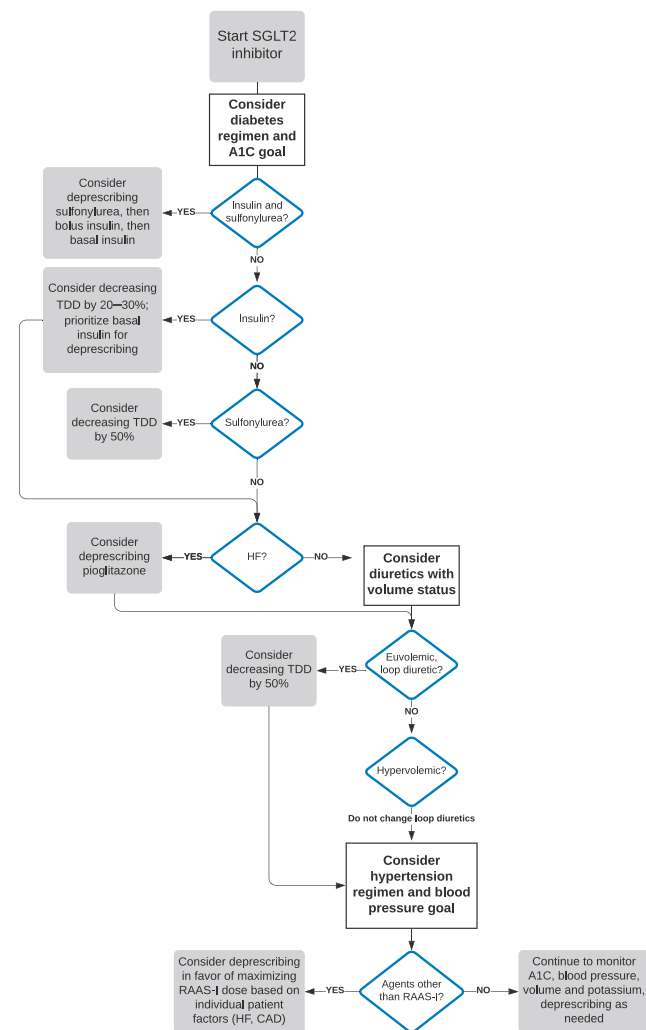 Start SGLT2
inhibitor
Consider
diabetes
regimen and
A1C goal
Consider
deprescribing
sulfonylurea, then
bolus insulin, then
basal insulin
YES
Insulin and
sulfonylurea?
NO
Consider decreasing
TDD by 20–30%;
prioritize basal
insulin for
deprescribing
YES
Insulin?
NO
Consider
decreasing TDD
by 50%
YES
Sulfonylurea?
NO
Consider
deprescribing
pioglitazone
YES
HF?
NO
Consider
diuretics with
volume status
Consider
decreasing TDD
by 50%
YES
Euvolemic,
loop diuretic?
NO
Hypervolemic?
Do not change loop diuretics
Consider
hypertension
regimen and blood
pressure goal
Consider deprescribing
in favor of maximizing
RAAS-I dose based on
individual patient
factors (HF, CAD)
YES
Agents other
than RAAS-I?
NO
Continue to monitor
A1C, blood pressure,
volume and potassium,
deprescribing as
needed